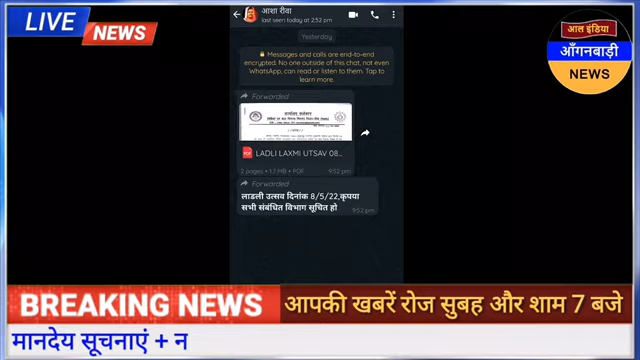 LIVE
NEWS
आशा रीवा
last seen today at 2:52 pm
आल इंडिया
आँगनबाड़ी
NEWS
Yesterday
Messages and calls are end-to-end
encrypted. No one outside of this chat, not even
WhatsApp, can read or listen to them. Tap to
learn more.
Forwarded
PDF
LADLI LAXMI UTSAV 08...
2 pages • 1.7 MB • PDF
9:52 pm
Forwarded
लाडली उत्सव दिनांक 8/5/22,कृपया
सभी संबंधित विभाग सूचित हो
9:52 pm
BREAKING NEWS
आपकी खबरें रोज सुबह और शाम 7 बजे
मानदेय सूचनाएं + न